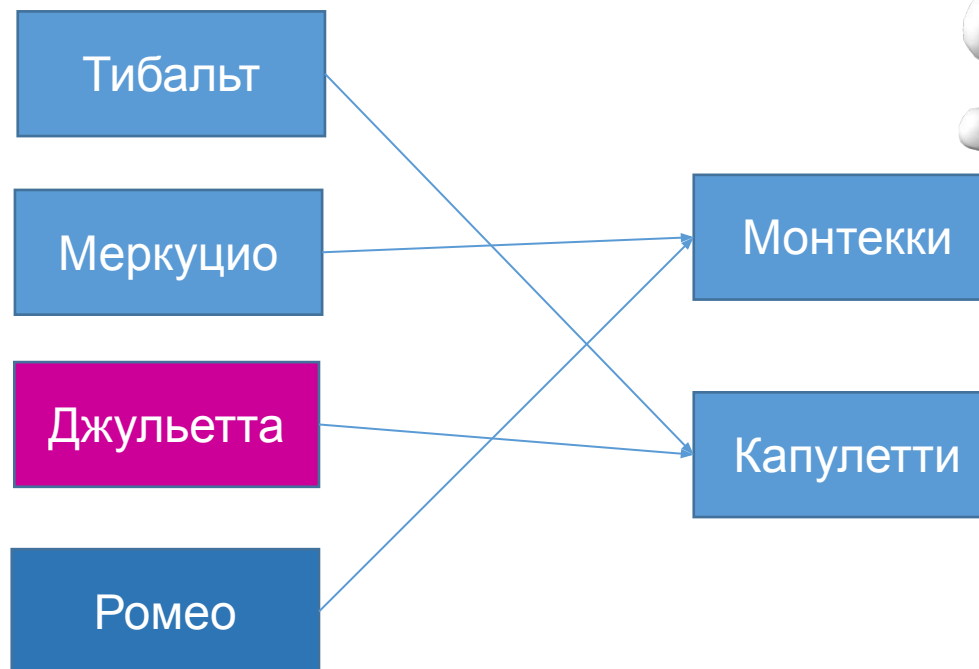 Тибальт
Меркуцио
Джульетта
Ромео
Монтекки
Капулетти